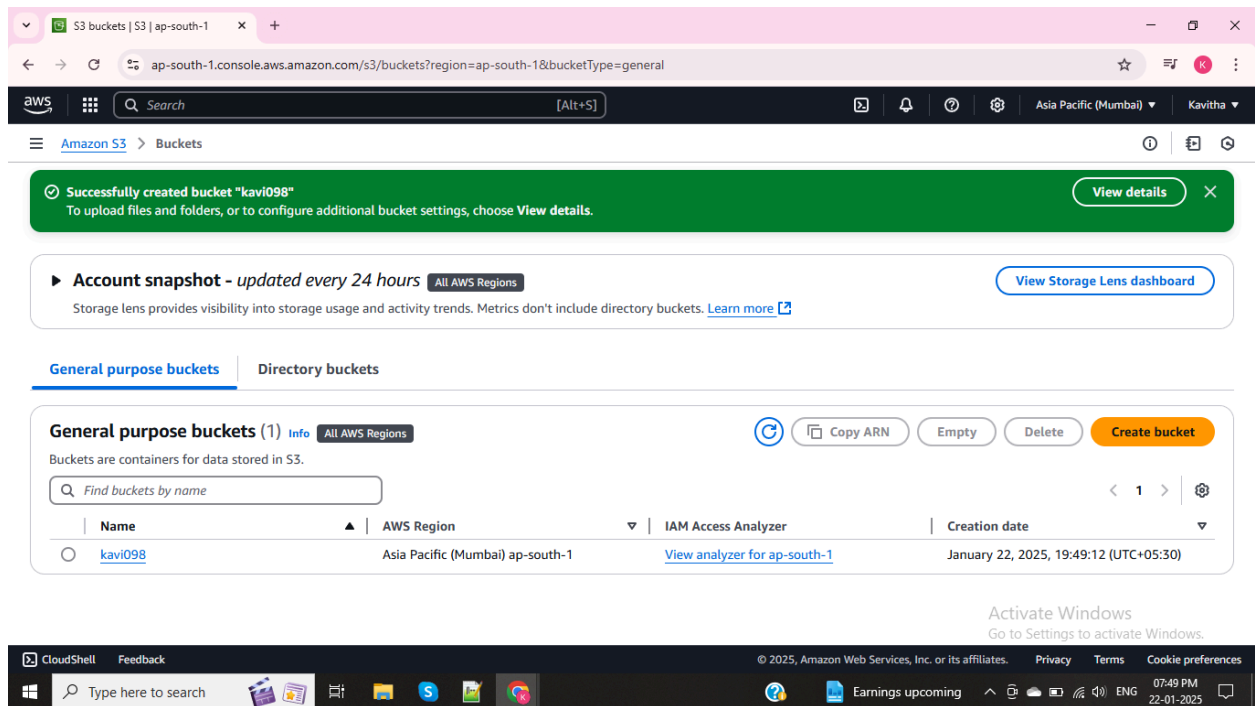 S3 buckets | S3 | ap-south-1
ap-south-1.console.aws.amazon.com/s3/buckets?region=ap-south-1&bucketType=general
K
aws
Search [Alt+S]
Asia Pacific (Mumbai) Kavitha
Amazon S3 > Buckets
Successfully created bucket "kavi098"
To upload files and folders, or to configure additional bucket settings, choose View details.
View details
Account snapshot - updated every 24 hours All AWS Regions
View Storage Lens dashboard
Storage lens provides visibility into storage usage and activity trends. Metrics don't include directory buckets. Learn more
General purpose buckets Directory buckets
General purpose buckets (1) Info All AWS Regions
Copy ARN Empty Delete Create bucket
Buckets are containers for data stored in S3.
Find buckets by name
1
Name AWS Region IAM Access Analyzer Creation date
kavi098 Asia Pacific (Mumbai) ap-south-1 View analyzer for ap-south-1 January 22, 2025, 19:49:12 (UTC+05:30)
Activate Windows
Go to Settings to activate Windows.
CloudShell Feedback © 2025, Amazon Web Services, Inc. or its affiliates. Privacy Terms Cookie preferences
Type here to search
Earnings upcoming ENG
07:49 PM
22-01-2025